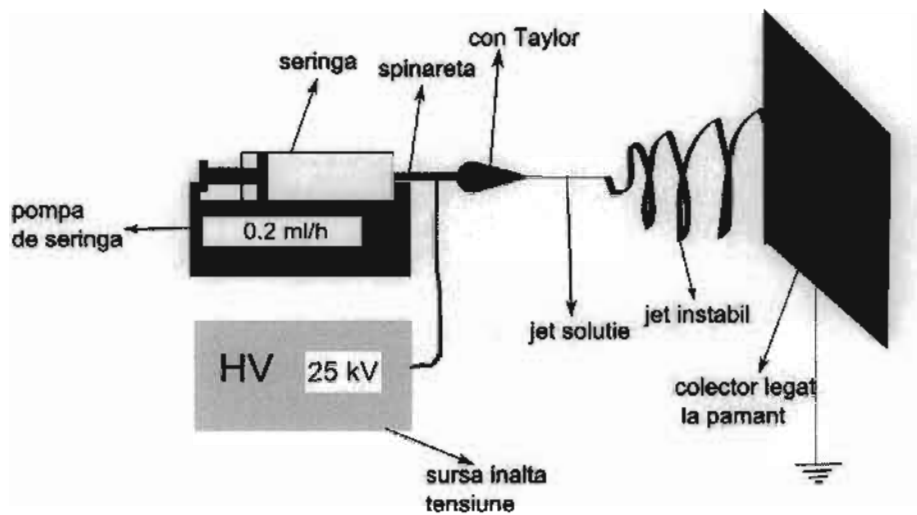 con Taylor
seringa
spinareta
pompa
de seringa
0.2 ml/h
jet solutie
jet instabil
HV
25 kV
colector legat
la pamant
sursa inalta
tensiune